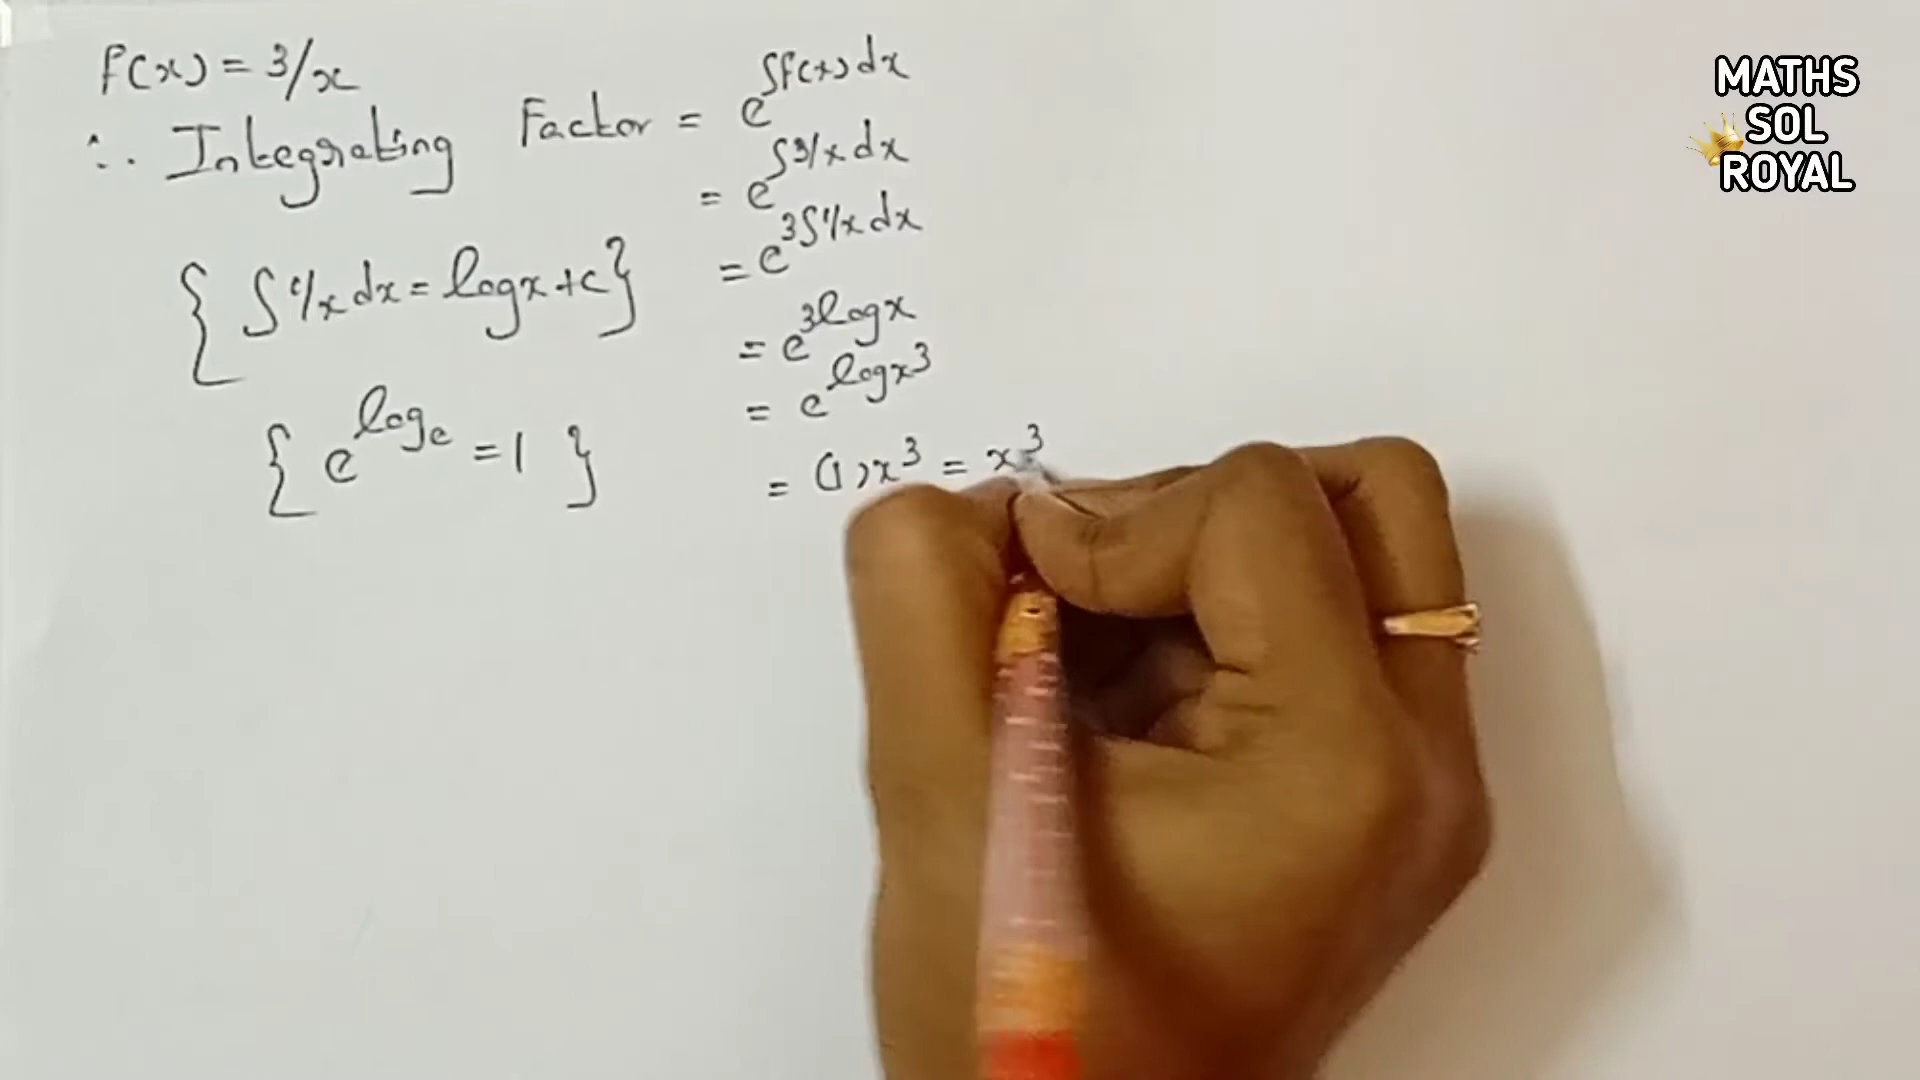 f(x) = 3/x
∴ Integrating Factor = e^∫f(x)dx
= e^∫3/x dx
= e^3∫1/x dx
{ ∫1/x dx = log x + c }
= e^3log x
= e^log x^3
{ e^log_e = 1 }
= (1)x^3 = x^3
MATHS
SOL
ROYAL